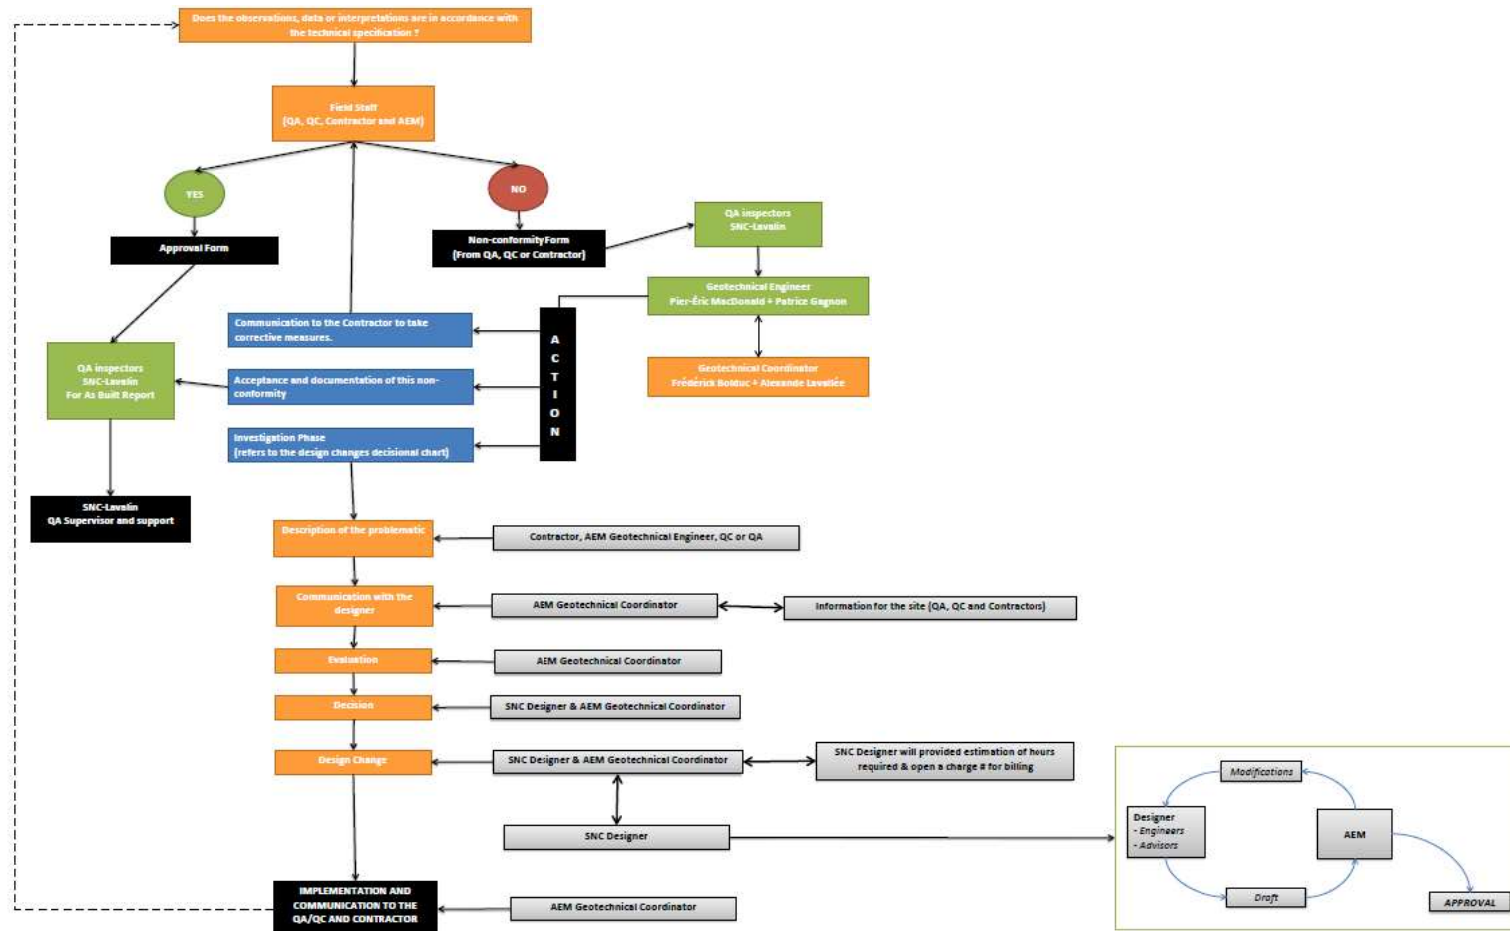 Does the observations, data or interpretations are in accordance with
the technical specification ?
Field Staff
(QA, QC, Contractor and AEM)
YES
NO
QA inspectors
SNC-Lavalin
Approval Form
Non-conformity Form
(From QA, QC or Contractor)
Geotechnical Engineer
Pier-Éric MacDonald + Patrice Gagnon
Communication to the Contractor to take
corrective measures.
A
C
T
I
O
N
QA inspectors
SNC-Lavalin
For As Built Report
Acceptance and documentation of this non-
conformity
Geotechnical Coordinator
Frédérick Bolduc + Alexande Lavallée
Investigation Phase
(refers to the design changes decisional chart)
SNC-Lavalin
QA Supervisor and support
Description of the problematic
Contractor, AEM Geotechnical Engineer, QC or QA
Communication with the
designer
AEM Geotechnical Coordinator
Information for the site (QA, QC and Contractors)
Evaluation
AEM Geotechnical Coordinator
Decision
SNC Designer & AEM Geotechnical Coordinator
Design Change
SNC Designer & AEM Geotechnical Coordinator
SNC Designer will provided estimation of hours
required & open a charge # for billing
SNC Designer
Modifications
Designer
- Engineers
- Advisors
AEM
Draft
APPROVAL
IMPLEMENTATION AND
COMMUNICATION TO THE
QA/QC AND CONTRACTOR
AEM Geotechnical Coordinator